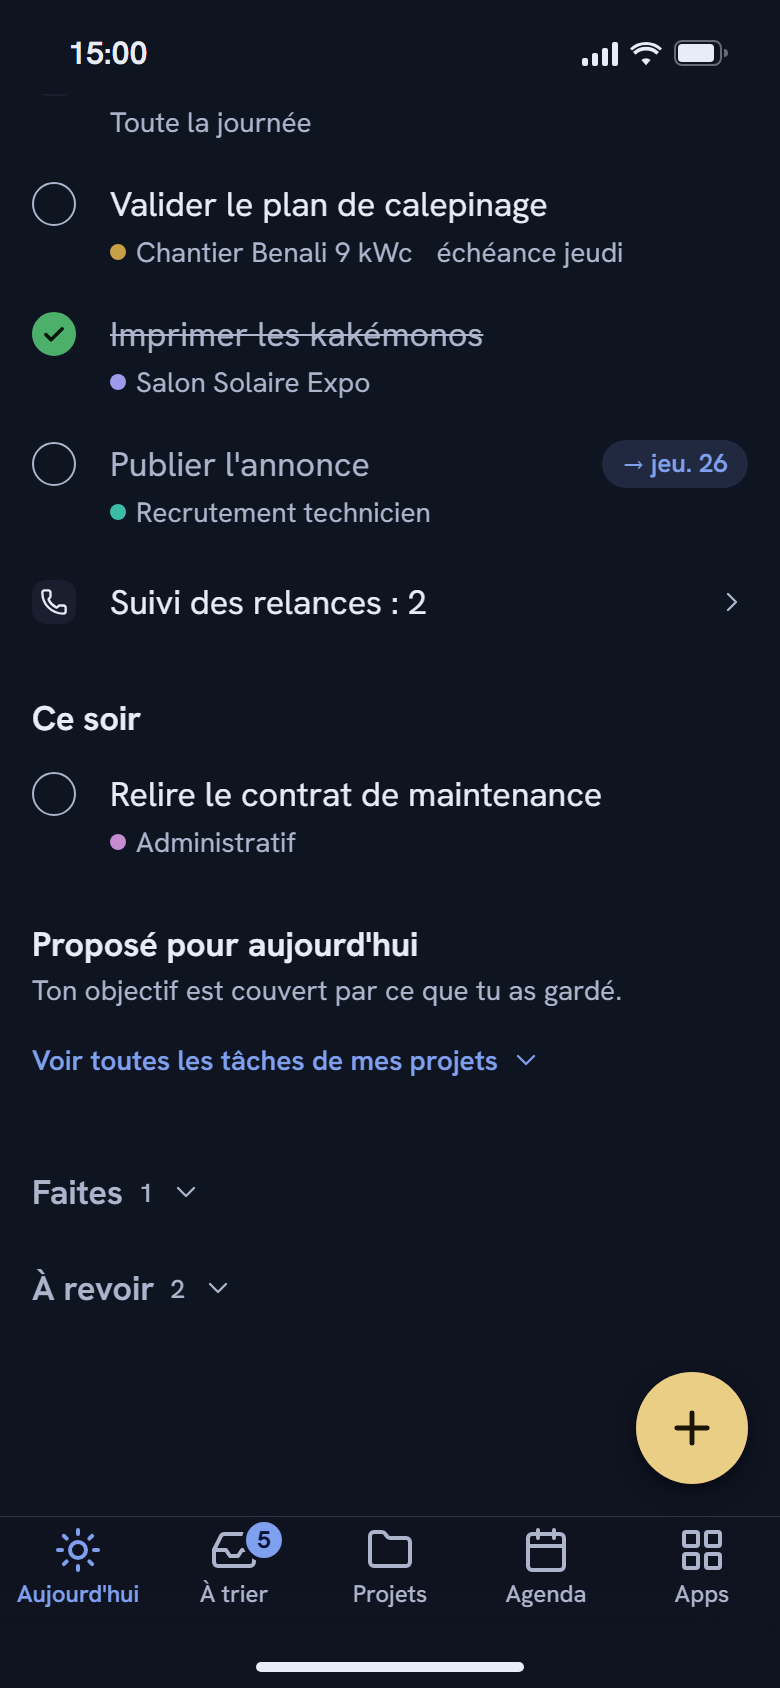 15:00
Toute la journée
Valider le plan de calepinage
Chantier Benali 9 kWc échéance jeudi
Imprimer les kakémonos
Salon Solaire Expo
Publier l'annonce
→ jeu. 26
Recrutement technicien
Suivi des relances : 2
Ce soir
Relire le contrat de maintenance
Administratif
Proposé pour aujourd'hui
Ton objectif est couvert par ce que tu as gardé.
Voir toutes les tâches de mes projets
Faites 1
À revoir 2
5
Aujourd'hui
À trier
Projets
Agenda
Apps